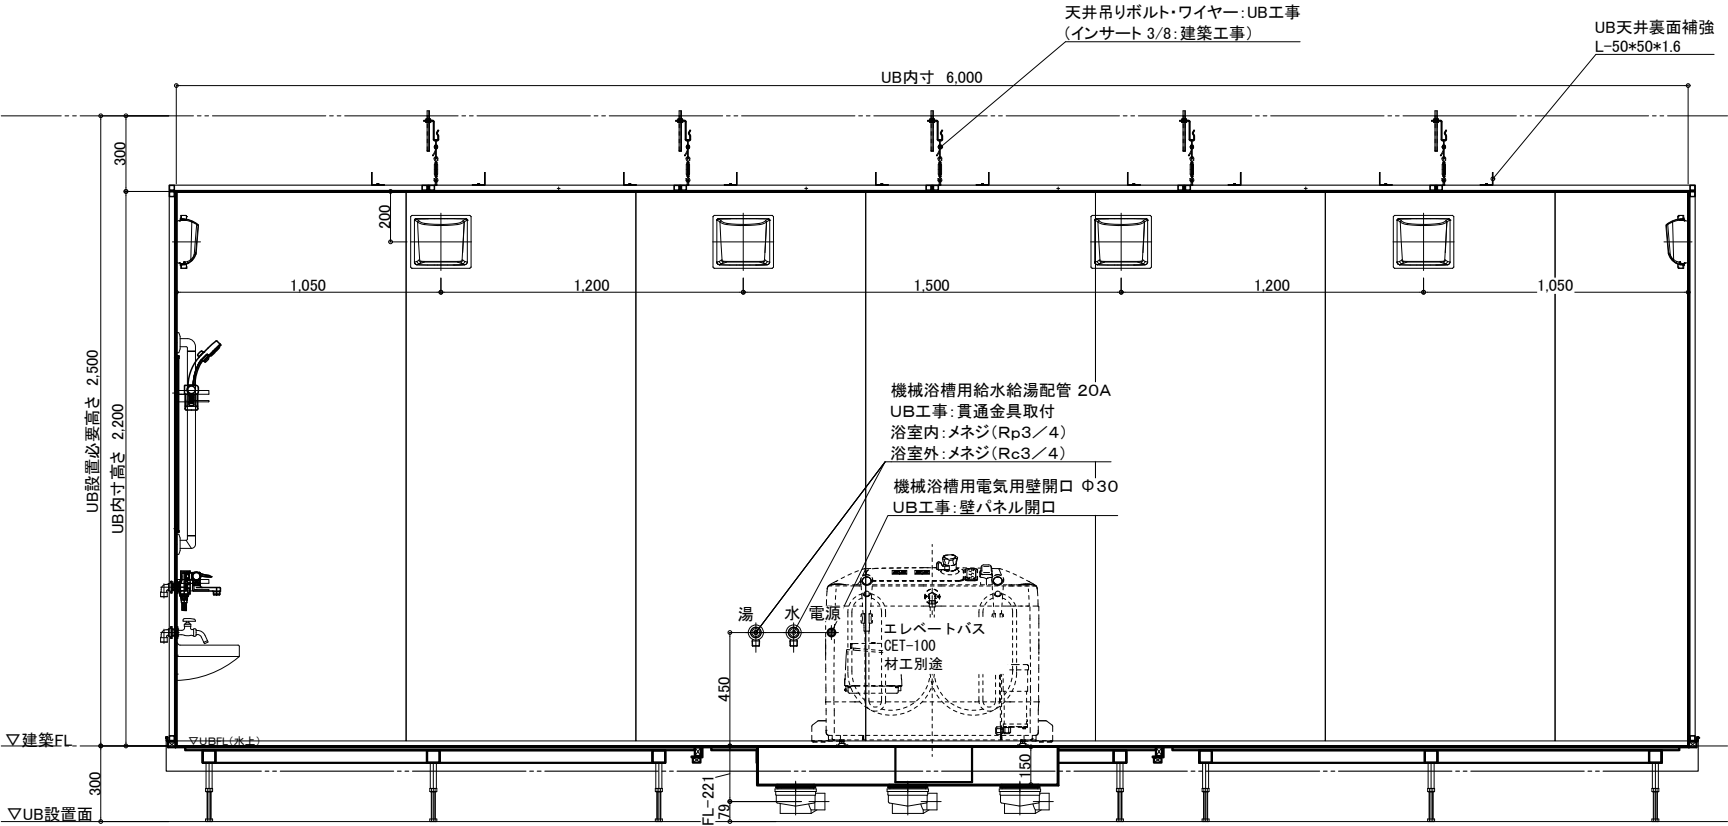 天井吊りボルト・ワイヤー：UB工事
（インサート 3/8：建築工事）
UB天井裏面補強
L-50*50*1.6
UB内寸 6,000
300
200
1,050
1,200
1,500
1,200
1,050
UB設置必要高さ 2,500
UB内寸高さ 2,200
機械浴槽用給水給湯配管 20A
UB工事：貫通金具取付
浴室内：メネジ（Rp3／4）
浴室外：メネジ（Rc3／4）
機械浴槽用電気用壁開口 Φ30
UB工事：壁パネル開口
湯
水
電源
エレベートバス
CET-100
材工別途
450
▽建築FL
▽UBFL(水上)
300
150
FL-221
79
▽UB設置面